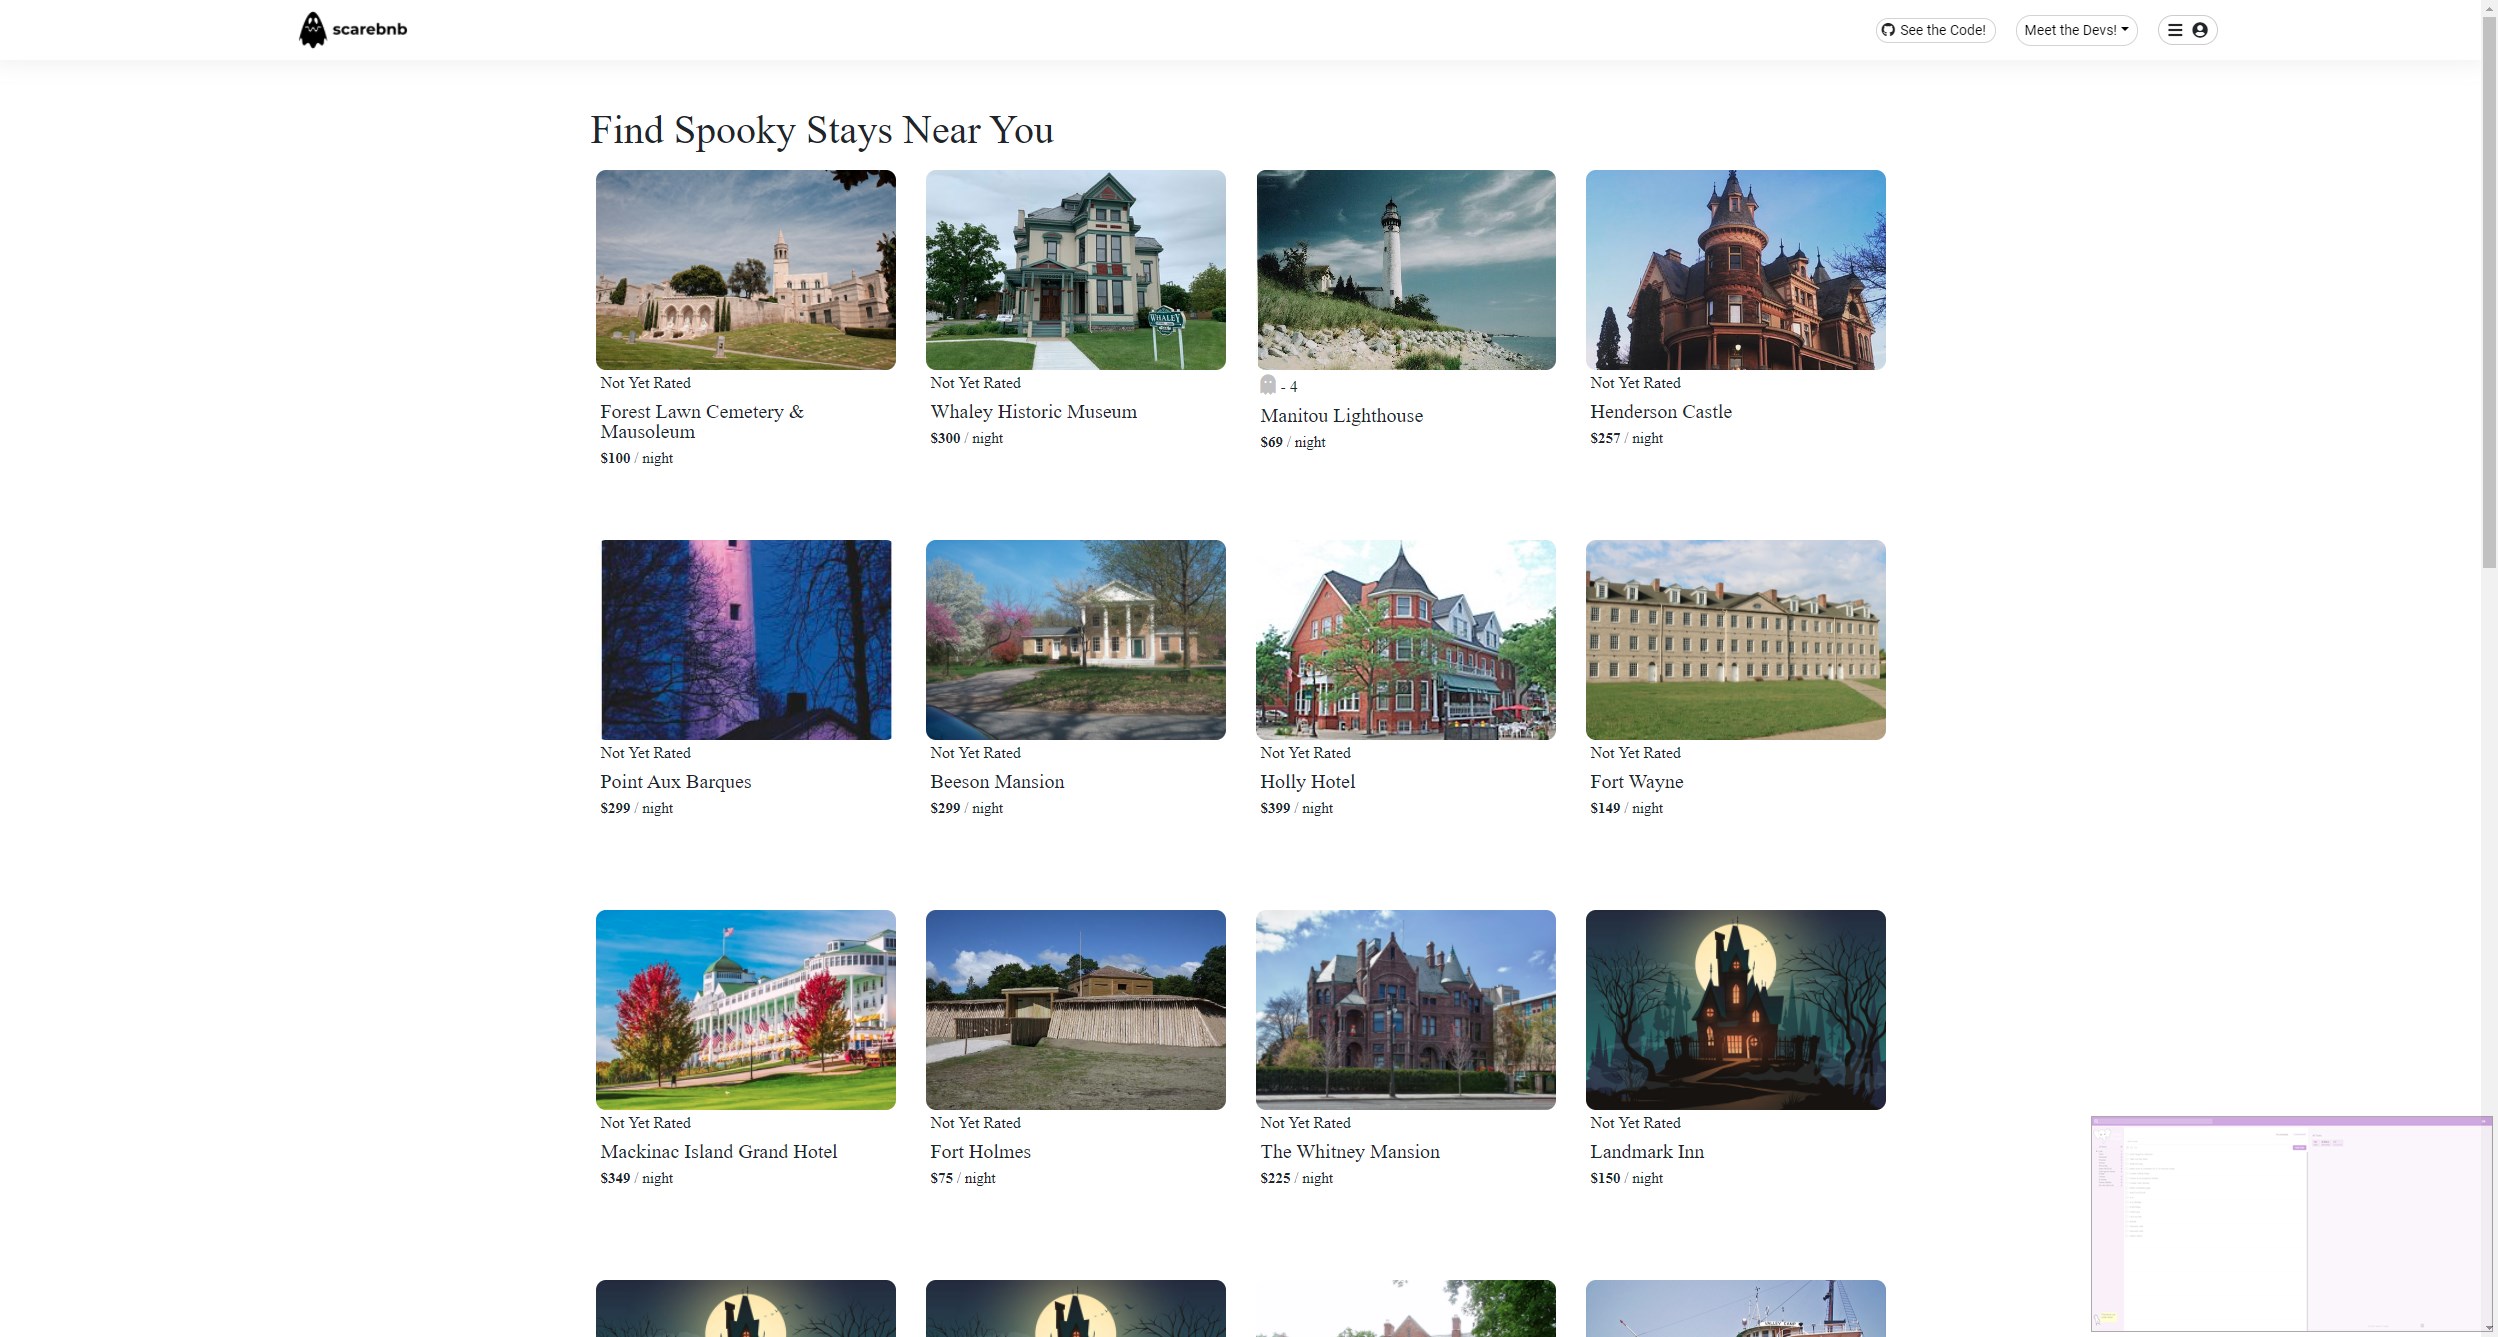 scarebnb
See the Code!
Meet the Devs!
Find Spooky Stays Near You
WHALEY
Not Yet Rated
Not Yet Rated
- 4
Not Yet Rated
Forest Lawn Cemetery &
Mausoleum
Whaley Historic Museum
Manitou Lighthouse
Henderson Castle
$100 / night
$300 / night
$69 / night
$257 / night
Not Yet Rated
Not Yet Rated
Not Yet Rated
Not Yet Rated
Point Aux Barques
Beeson Mansion
Holly Hotel
Fort Wayne
$299 / night
$299 / night
$399 / night
$149 / night
Not Yet Rated
Not Yet Rated
Not Yet Rated
Not Yet Rated
Mackinac Island Grand Hotel
Fort Holmes
The Whitney Mansion
Landmark Inn
$349 / night
$75 / night
$225 / night
$150 / night
VALLEY CAMP